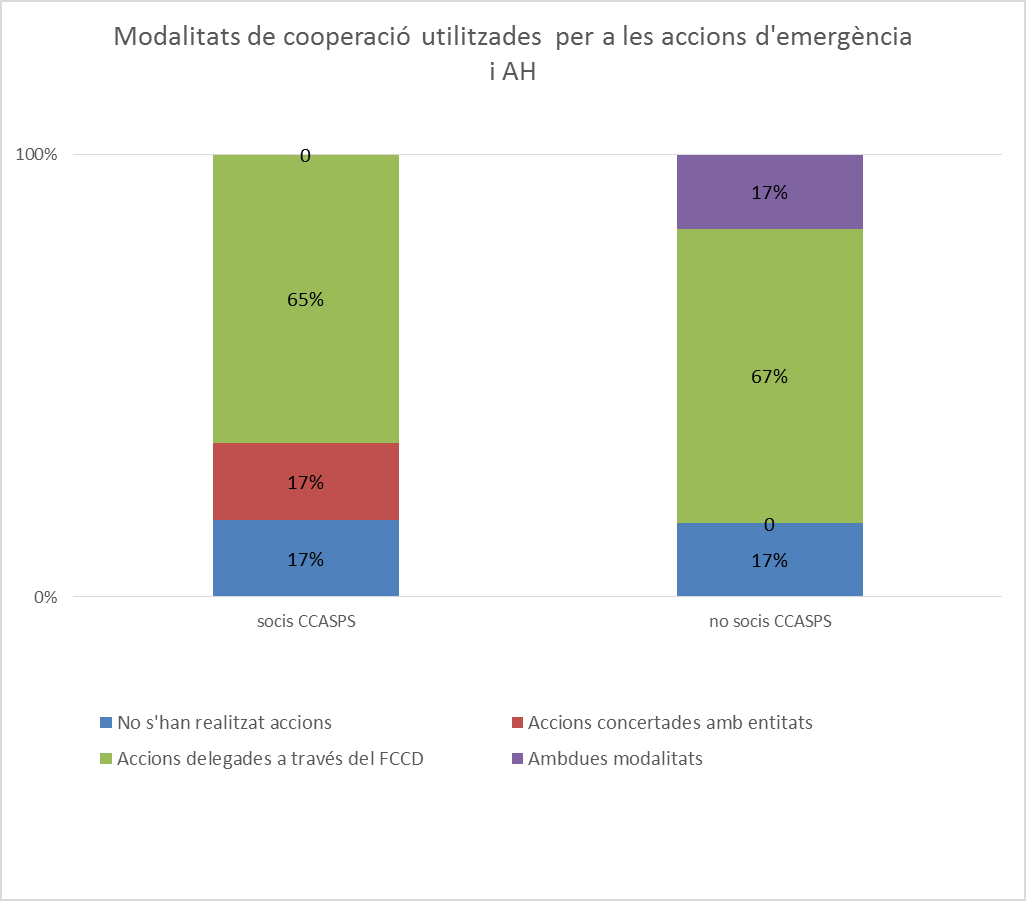 Modalitats de cooperació utilitzades  per a les accions d'emergència
i AH
100%
0
17%
65%
67%
17%
0
17%
17%
0%
socis CCASPS
no socis CCASPS
No s'han realitzat accions
Accions concertades amb entitats
Accions delegades a través del FCCD
Ambdues modalitats